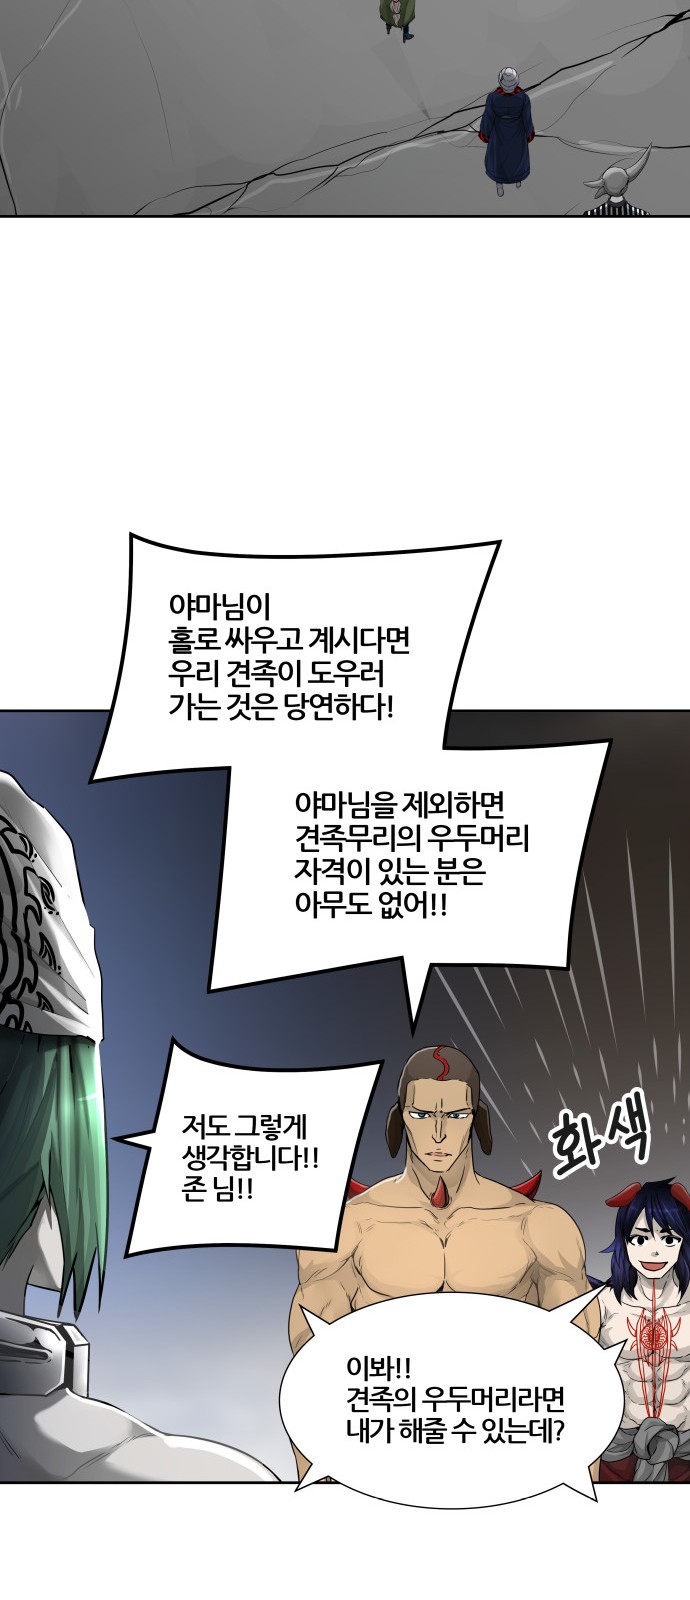 야마님이
홀로 싸우고 계시다면
우리 견족이 도우러
가는 것은 당연하다!
야마님을 제외하면
견족무리의 우두머리
자격이 있는 분은
아무도 없어!!
저도 그렇게
생각합니다!!
존 님!!
화색
이봐!!
견족의 우두머리라면
내가 해줄 수 있는데?